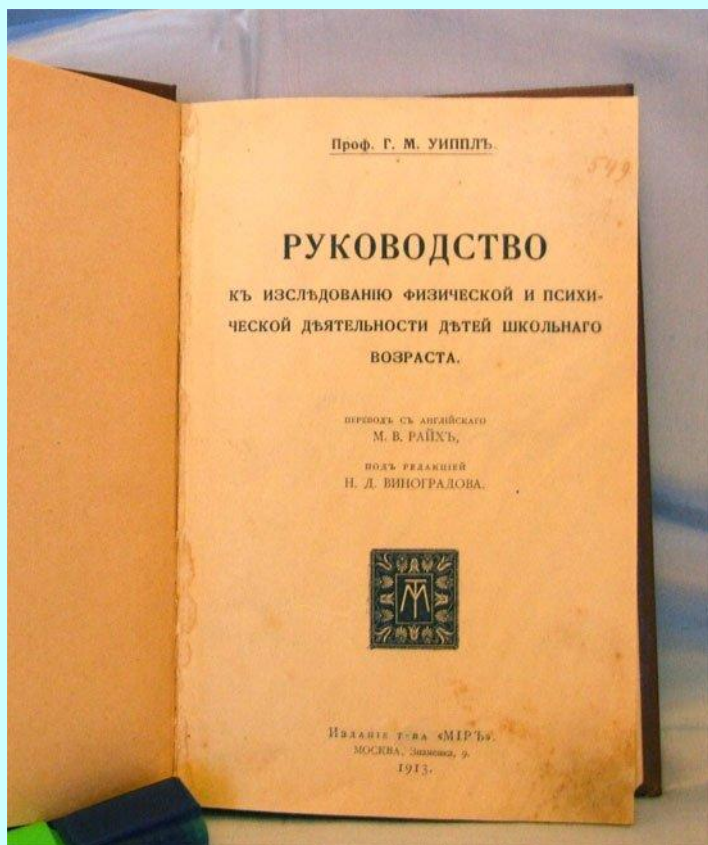 Проф. Г. М. УИППЛЪ.
549
РУКОВОДСТВО
КЪ ИЗСЛѢДОВАНІЮ ФИЗИЧЕСКОЙ И ПСИХИ-
ЧЕСКОЙ ДѢЯТЕЛЬНОСТИ ДѢТЕЙ ШКОЛЬНАГО
ВОЗРАСТА.
ПЕРЕВОДЪ СЪ АНГЛІЙСКАГО
М. В. РАЙХЪ,
ПОДЪ РЕДАКЦІЕЙ
Н. Д. ВИНОГРАДОВА.
ТМ
Изданіе т-ва «МІРЪ».
МОСКВА, Знаменка, 9.
1913.